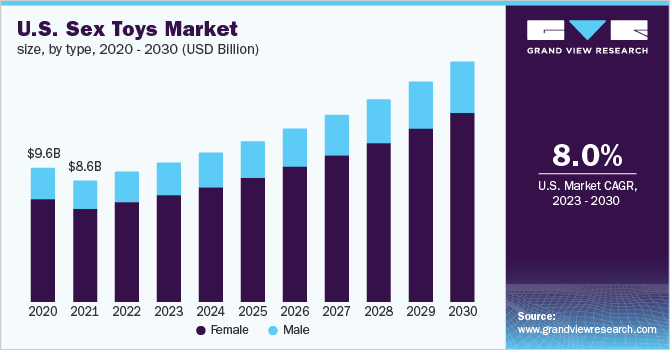 U.S. Sex Toys Market
size, by type, 2020 - 2030 (USD Billion)
$9.6B
$8.6B
2020 2021 2022 2023 2024 2025 2026 2027 2028 2029 2030
Female Male
GRAND VIEW RESEARCH
8.0%
U.S. Market CAGR,
2023 - 2030
Source:
www.grandviewresearch.com